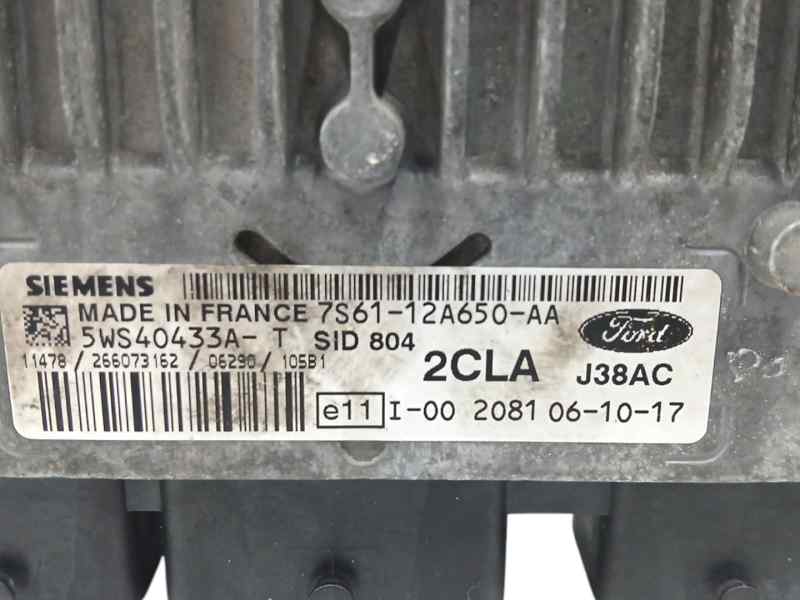 SIEMENS
MADE IN FRANCE 7S61-12A650-AA
5WS40433A- T SID 804
Ford
11478 / 266073162 / 06290 / 105B1
2CLA J38AC
e11 I-00 2081 06-10-17